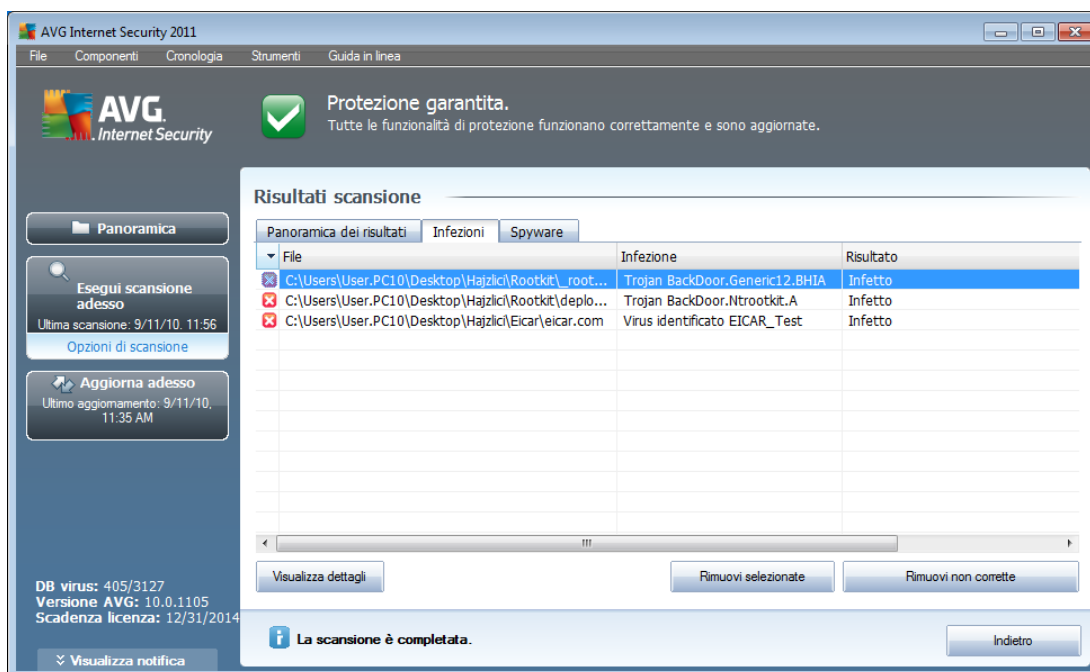 AVG Internet Security 2011
File Componenti Cronologia Strumenti Guida in linea
AVG.
Internet Security
Protezione garantita.
Tutte le funzionalità di protezione funzionano correttamente e sono aggiornate.
Panoramica
Esegui scansione
adesso
Ultima scansione: 9/11/10. 11:56
Opzioni di scansione
Aggiorna adesso
Ultimo aggiornamento: 9/11/10,
11:35 AM
DB virus: 405/3127
Versione AVG: 10.0.1105
Scadenza licenza: 12/31/2014
Visualizza notifica
Risultati scansione
Panoramica dei risultati Infezioni Spyware
File Infezione Risultato
C:\Users\User.PC10\Desktop\Hajzlici\Rootkit\_root... Trojan BackDoor.Generic12.BHIA Infetto
C:\Users\User.PC10\Desktop\Hajzlici\Rootkit\deplo... Trojan BackDoor.Ntrootkit.A Infetto
C:\Users\User.PC10\Desktop\Hajzlici\Eicar\eicar.com Virus identificato EICAR_Test Infetto
Visualizza dettagli Rimuovi selezionate Rimuovi non corrette
La scansione è completata.
Indietro